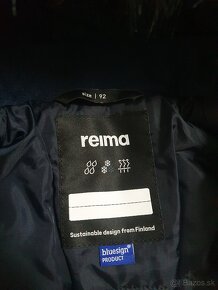 SIZE | 92
reima
Sustainable design from Finland
bluesign®
PRODUCT
© bazos.sk